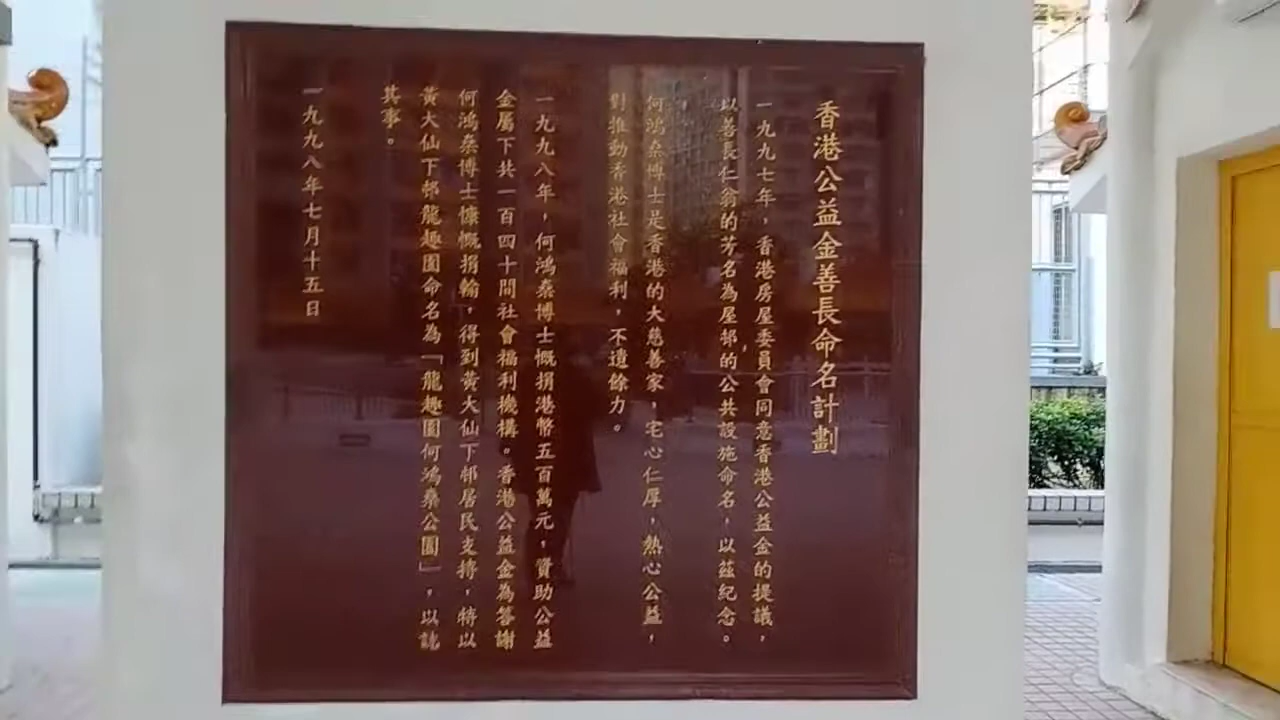 香港公益金善長命名計劃
一九九七年，香港房屋委員會同意香港公益金的提議，
以善長仁翁的芳名為屋邨的公共設施命名，以茲紀念。
何鴻燊博士是香港的大慈善家，宅心仁厚，熱心公益，
對推動香港社會福利，不遺餘力。
一九九八年，何鴻燊博士慨捐港幣五百萬元，資助公益
金屬下共一百四十間社會福利機構。香港公益金為答謝
何鴻燊博士慷慨捐輸，得到黃大仙下邨居民支持，特以
黃大仙下邨龍趣園命名為「龍趣園何鴻燊公園」，以誌
其事。
一九九八年七月十五日